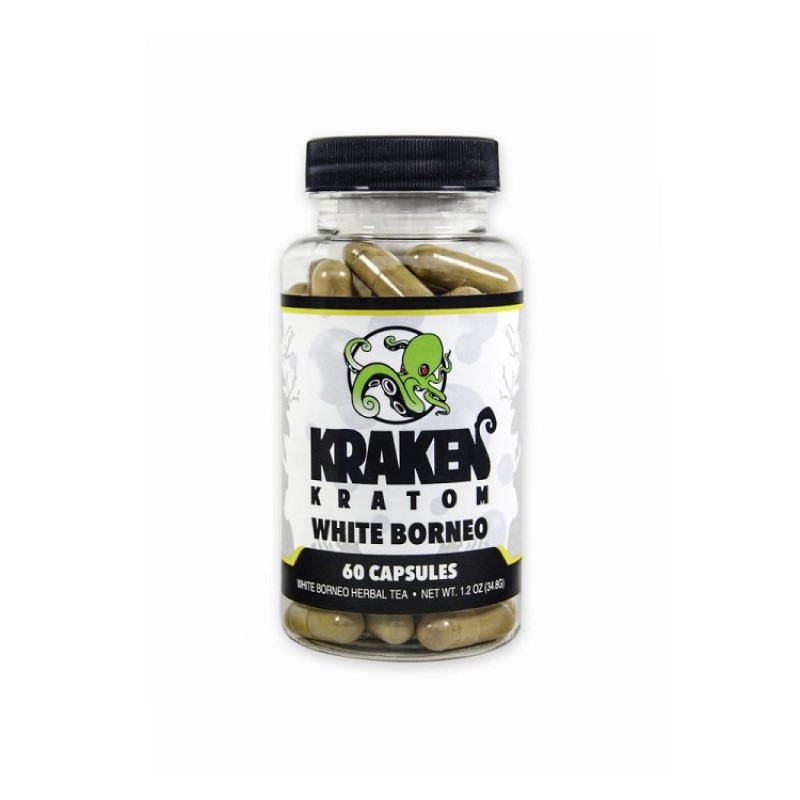 KRAKEN
KRATOM
WHITE BORNEO
60 CAPSULES
WHITE BORNEO HERBAL TEA • NET WT. 1.2 OZ (34.8G)